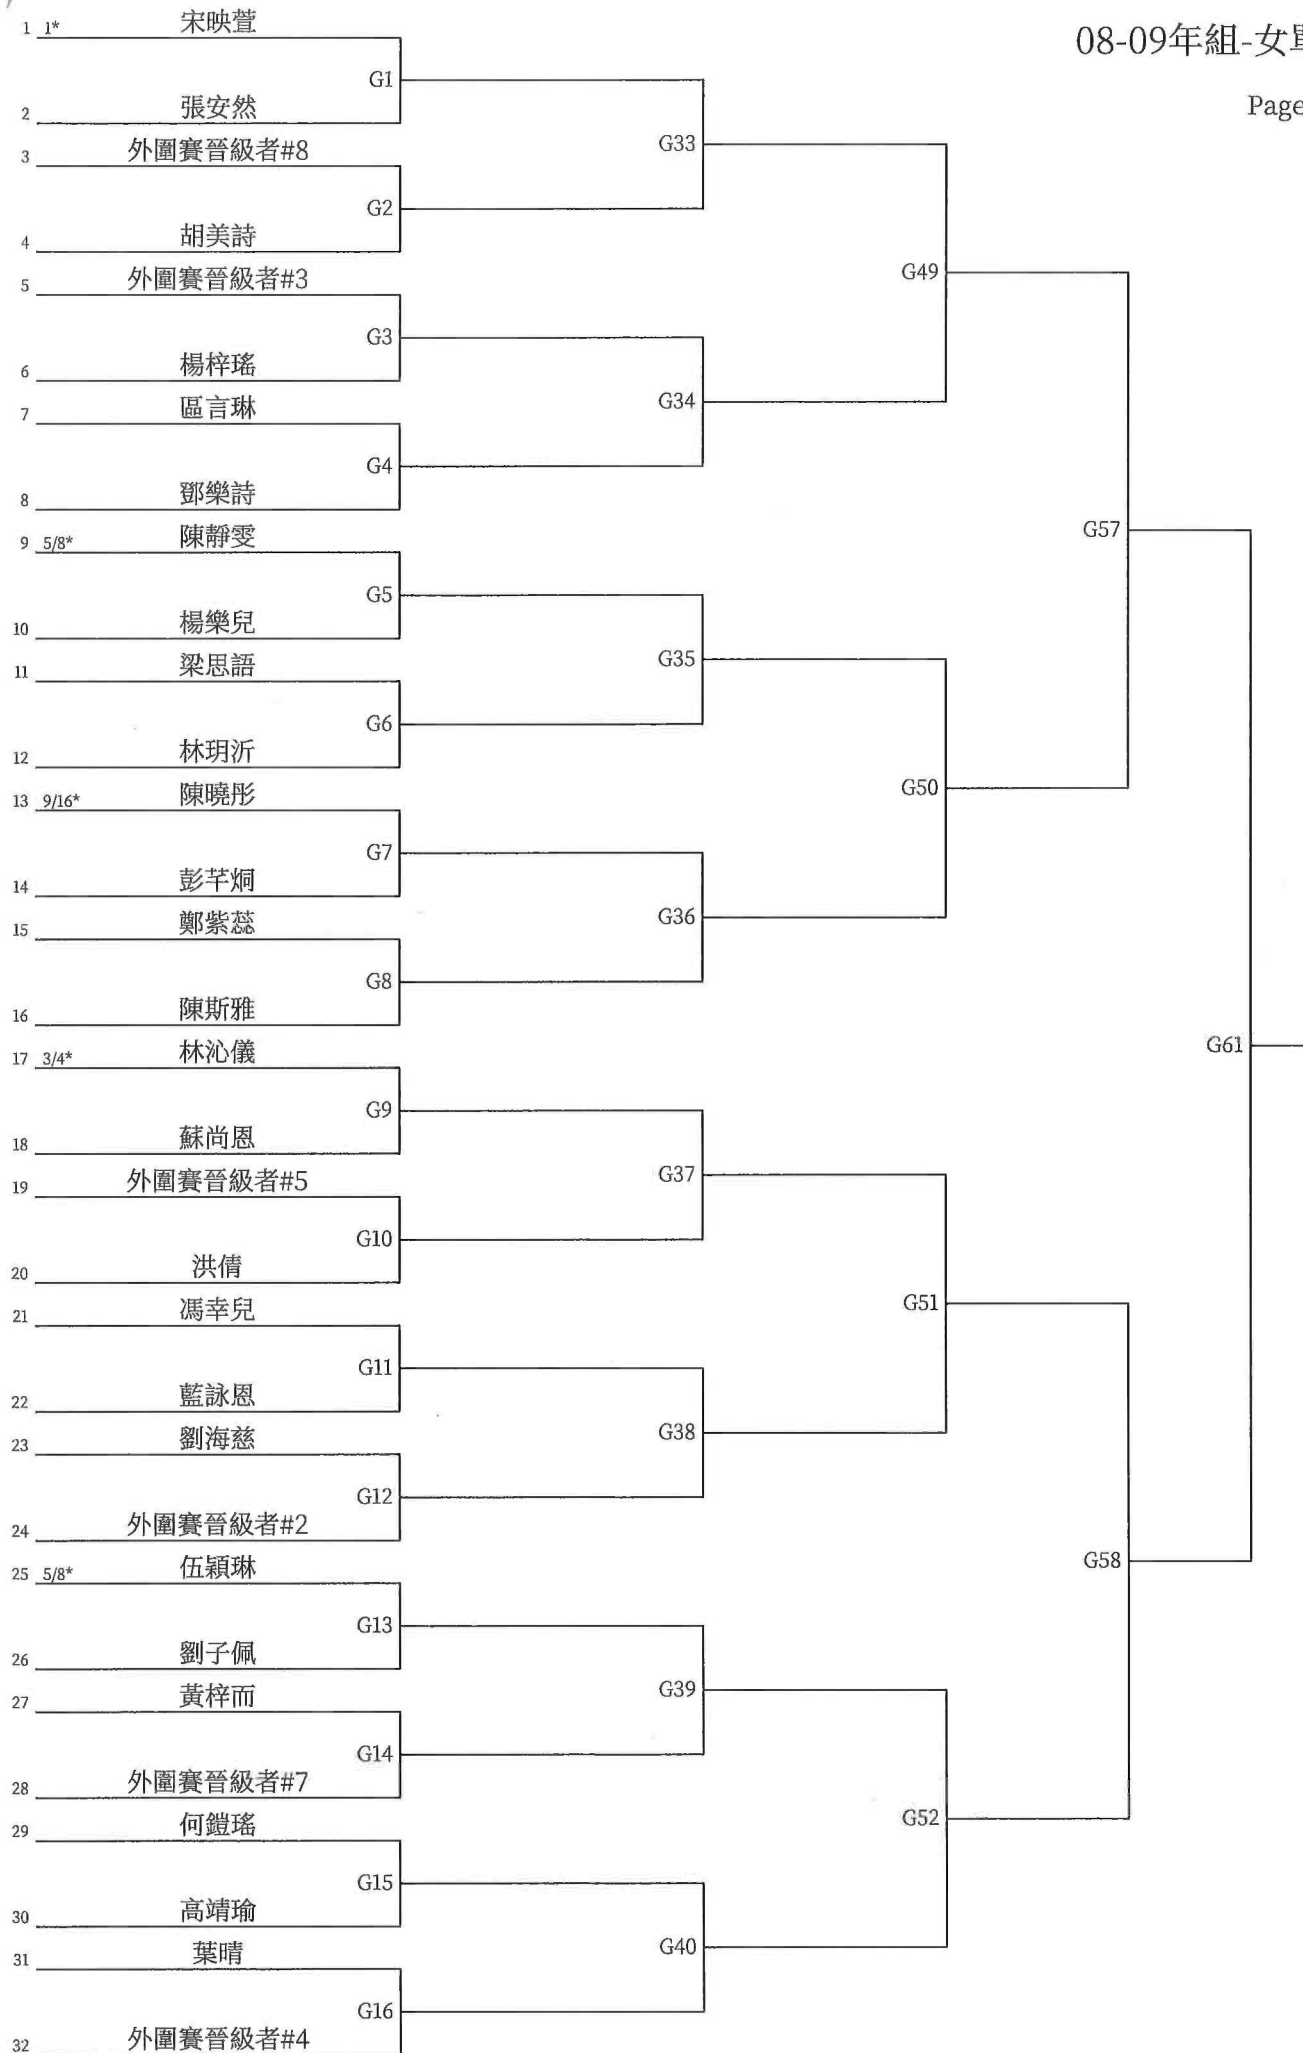 08-09年組-女單
Page
1 1* 宋映萱
G1
2 張安然
G33
3 外圍賽晉級者#8
G2
4 胡美詩
G49
5 外圍賽晉級者#3
G3
6 楊梓瑤
G34
7 區言琳
G4
8 鄧樂詩
G57
9 5/8* 陳靜雯
G5
10 楊樂兒
G35
11 梁思語
G6
12 林玥沂
G50
13 9/16* 陳曉彤
G7
14 彭芊烔
G36
15 鄭紫蕊
G8
16 陳斯雅
G61
17 3/4* 林沁儀
G9
18 蘇尚恩
G37
19 外圍賽晉級者#5
G10
20 洪倩
G51
21 馮幸兒
G11
22 藍詠恩
G38
23 劉海慈
G12
24 外圍賽晉級者#2
G58
25 5/8* 伍穎琳
G13
26 劉子佩
G39
27 黃梓而
G14
28 外圍賽晉級者#7
G52
29 何鎧瑤
G15
30 高靖瑜
G40
31 葉晴
G16
32 外圍賽晉級者#4